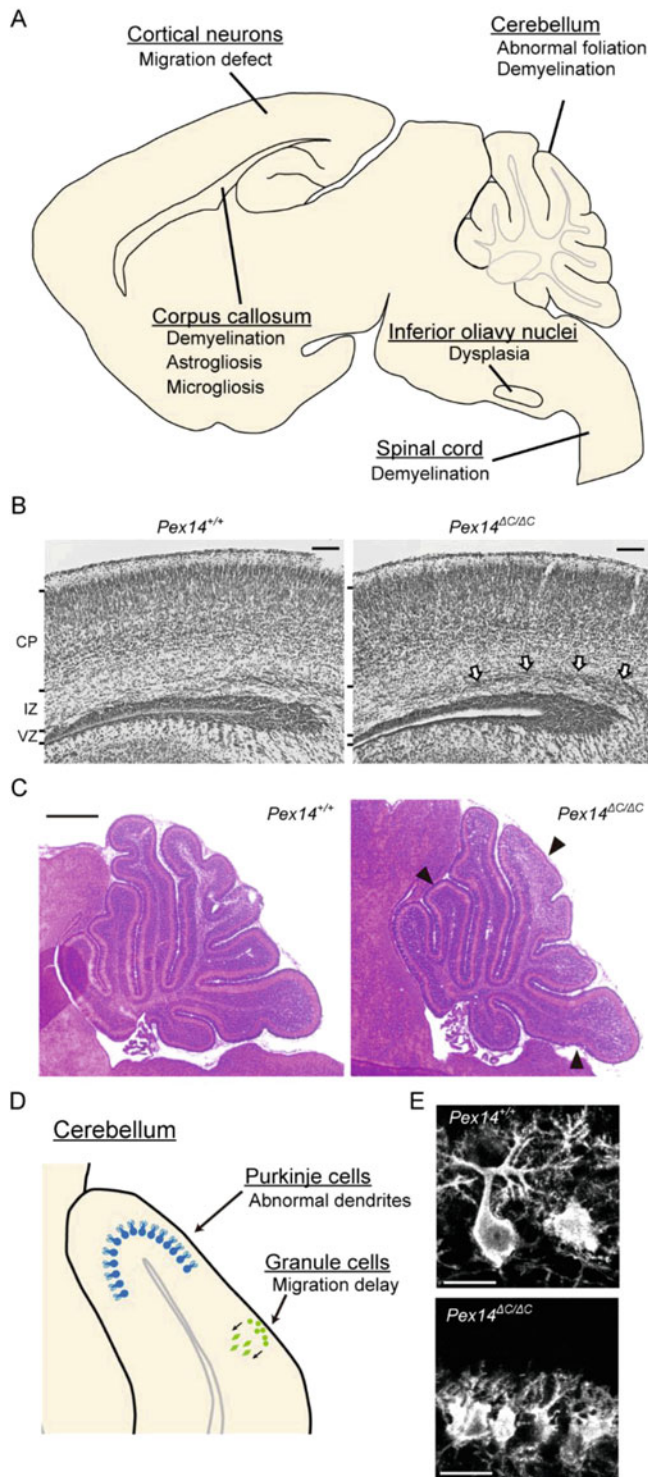 A
Cortical neurons
Migration defect
Cerebellum
Abnormal foliation
Demyelination
Corpus callosum
Demyelination
Astrogliosis
Microgliosis
Inferior oliavy nuclei
Dysplasia
Spinal cord
Demyelination
B
Pex14+/+
Pex14ΔC/ΔC
CP
IZ
VZ
C
Pex14+/+
Pex14ΔC/ΔC
D
Cerebellum
Purkinje cells
Abnormal dendrites
Granule cells
Migration delay
E
Pex14+/+
Pex14ΔC/ΔC